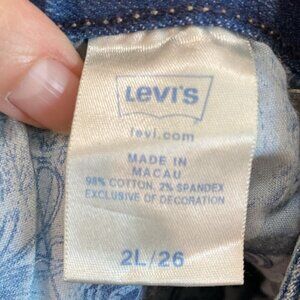 LEVI'S
levi.com
MADE IN
MACAU
98% COTTON, 2% SPANDEX
EXCLUSIVE OF DECORATION
2L/26